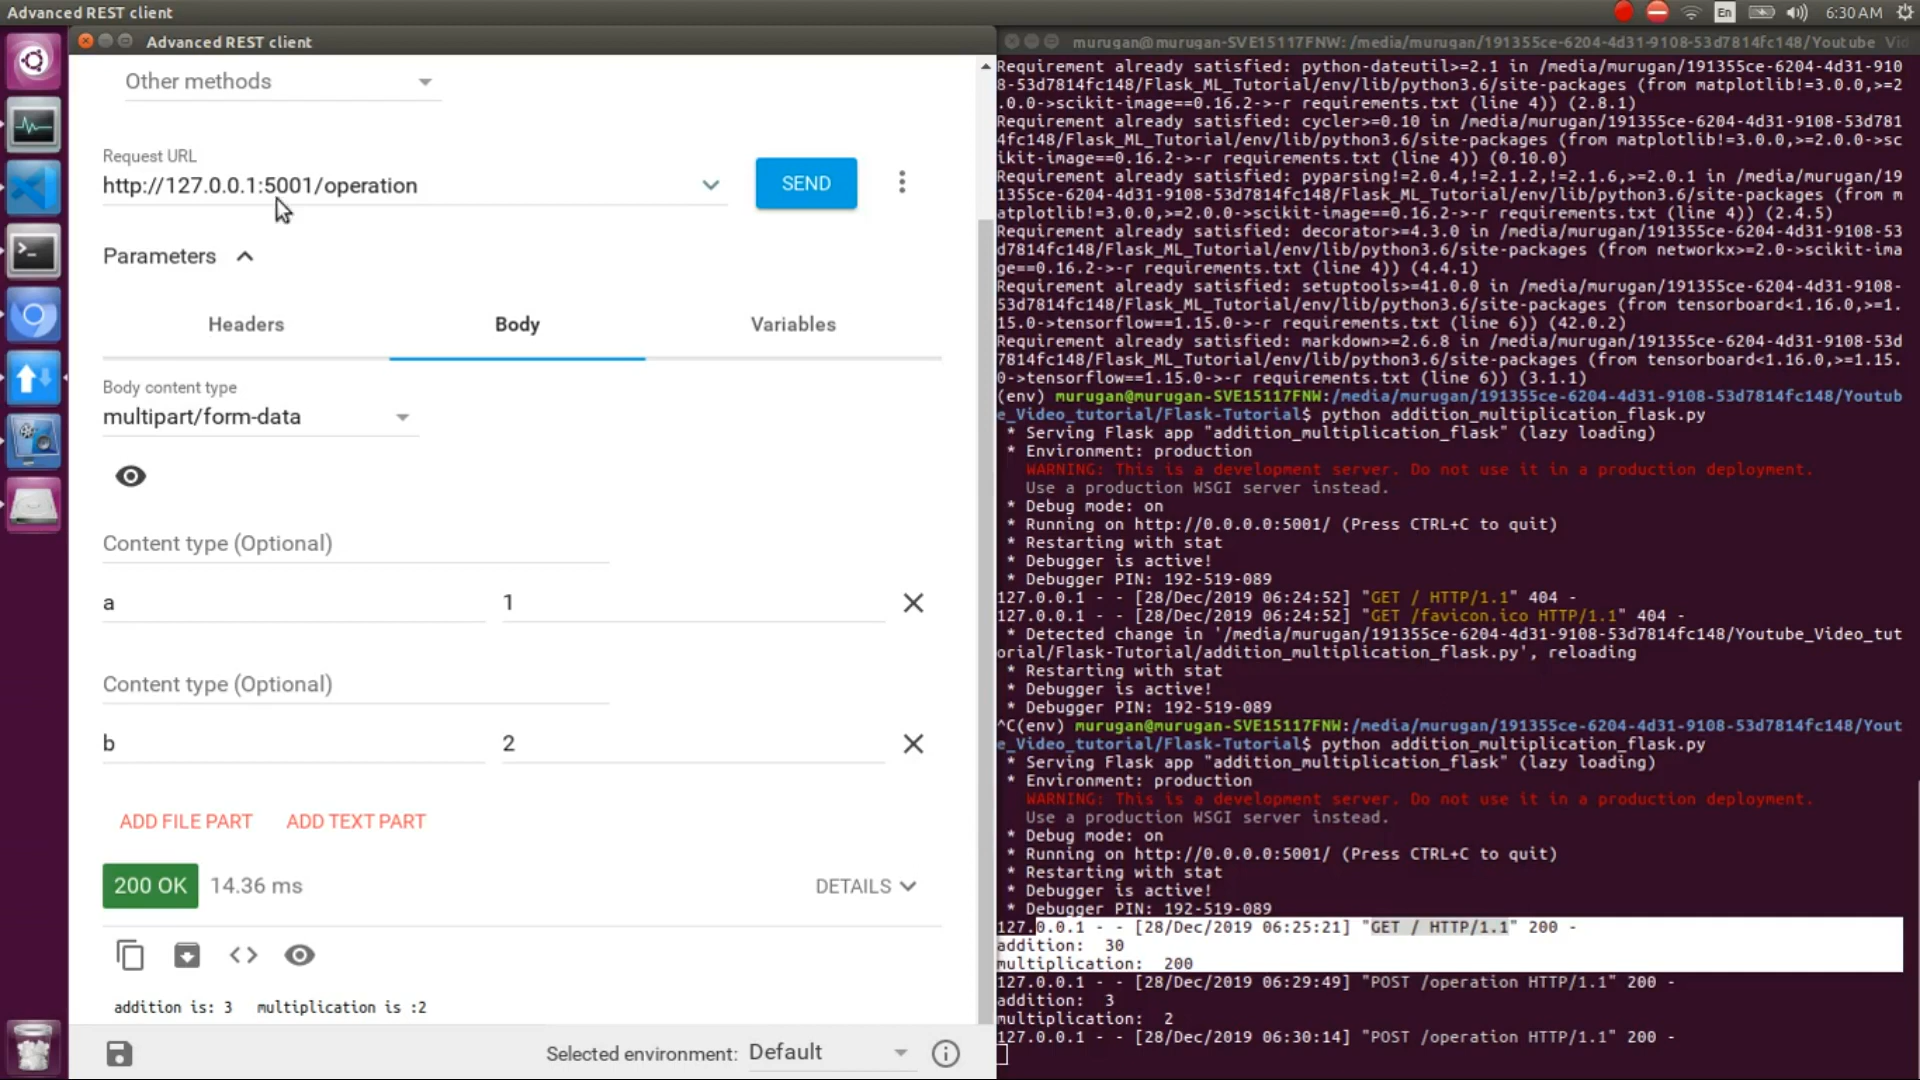 Advanced REST client
En
6:30 AM
Advanced REST client
Other methods
Request URL
http://127.0.0.1:5001/operation
SEND
Parameters
Headers
Body
Variables
Body content type
multipart/form-data
Content type (Optional)
a
1
Content type (Optional)
b
2
ADD FILE PART
ADD TEXT PART
200 OK
14.36 ms
DETAILS
addition is: 3   multiplication is :2
Selected environment: Default
murugan@murugan-SVE15117FNW: /media/murugan/191355ce-6204-4d31-9108-53d7814fc148/Youtube Vi
Requirement already satisfied: python-dateutil>=2.1 in /media/murugan/191355ce-6204-4d31-910
8-53d7814fc148/Flask_ML_Tutorial/env/lib/python3.6/site-packages (from matplotlib!=3.0.0,>=2
.0.0->scikit-image==0.16.2->-r requirements.txt (line 4)) (2.8.1)
Requirement already satisfied: cycler>=0.10 in /media/murugan/191355ce-6204-4d31-9108-53d781
4fc148/Flask_ML_Tutorial/env/lib/python3.6/site-packages (from matplotlib!=3.0.0,>=2.0.0->sc
ikit-image==0.16.2->-r requirements.txt (line 4)) (0.10.0)
Requirement already satisfied: pyparsing!=2.0.4,!=2.1.2,!=2.1.6,>=2.0.1 in /media/murugan/19
1355ce-6204-4d31-9108-53d7814fc148/Flask_ML_Tutorial/env/lib/python3.6/site-packages (from m
atplotlib!=3.0.0,>=2.0.0->scikit-image==0.16.2->-r requirements.txt (line 4)) (2.4.5)
Requirement already satisfied: decorator>=4.3.0 in /media/murugan/191355ce-6204-4d31-9108-53
d7814fc148/Flask_ML_Tutorial/env/lib/python3.6/site-packages (from networkx>=2.0->scikit-ima
ge==0.16.2->-r requirements.txt (line 4)) (4.4.1)
Requirement already satisfied: setuptools>=41.0.0 in /media/murugan/191355ce-6204-4d31-9108-
53d7814fc148/Flask_ML_Tutorial/env/lib/python3.6/site-packages (from tensorboard<1.16.0,>=1.
15.0->tensorflow==1.15.0->-r requirements.txt (line 6)) (42.0.2)
Requirement already satisfied: markdown>=2.6.8 in /media/murugan/191355ce-6204-4d31-9108-53d
7814fc148/Flask_ML_Tutorial/env/lib/python3.6/site-packages (from tensorboard<1.16.0,>=1.15.
0->tensorflow==1.15.0->-r requirements.txt (line 6)) (3.1.1)
(env) murugan@murugan-SVE15117FNW:/media/murugan/191355ce-6204-4d31-9108-53d7814fc148/Youtub
e_Video_tutorial/Flask-Tutorial$ python addition_multiplication_flask.py
* Serving Flask app "addition_multiplication_flask" (lazy loading)
* Environment: production
WARNING: This is a development server. Do not use it in a production deployment.
Use a production WSGI server instead.
* Debug mode: on
* Running on http://0.0.0.0:5001/ (Press CTRL+C to quit)
* Restarting with stat
* Debugger is active!
* Debugger PIN: 192-519-089
127.0.0.1 - - [28/Dec/2019 06:24:52] "GET / HTTP/1.1" 404 -
127.0.0.1 - - [28/Dec/2019 06:24:52] "GET /favicon.ico HTTP/1.1" 404 -
* Detected change in '/media/murugan/191355ce-6204-4d31-9108-53d7814fc148/Youtube_Video_tut
orial/Flask-Tutorial/addition_multiplication_flask.py', reloading
* Restarting with stat
* Debugger is active!
* Debugger PIN: 192-519-089
^C(env) murugan@murugan-SVE15117FNW:/media/murugan/191355ce-6204-4d31-9108-53d7814fc148/Yout
e_Video_tutorial/Flask-Tutorial$ python addition_multiplication_flask.py
* Serving Flask app "addition_multiplication_flask" (lazy loading)
* Environment: production
WARNING: This is a development server. Do not use it in a production deployment.
Use a production WSGI server instead.
* Debug mode: on
* Running on http://0.0.0.0:5001/ (Press CTRL+C to quit)
* Restarting with stat
* Debugger is active!
* Debugger PIN: 192-519-089
127.0.0.1 - - [28/Dec/2019 06:25:21] "GET / HTTP/1.1" 200 -
addition:  30
multiplication:  200
127.0.0.1 - - [28/Dec/2019 06:29:49] "POST /operation HTTP/1.1" 200 -
addition:  3
multiplication:  2
127.0.0.1 - - [28/Dec/2019 06:30:14] "POST /operation HTTP/1.1" 200 -